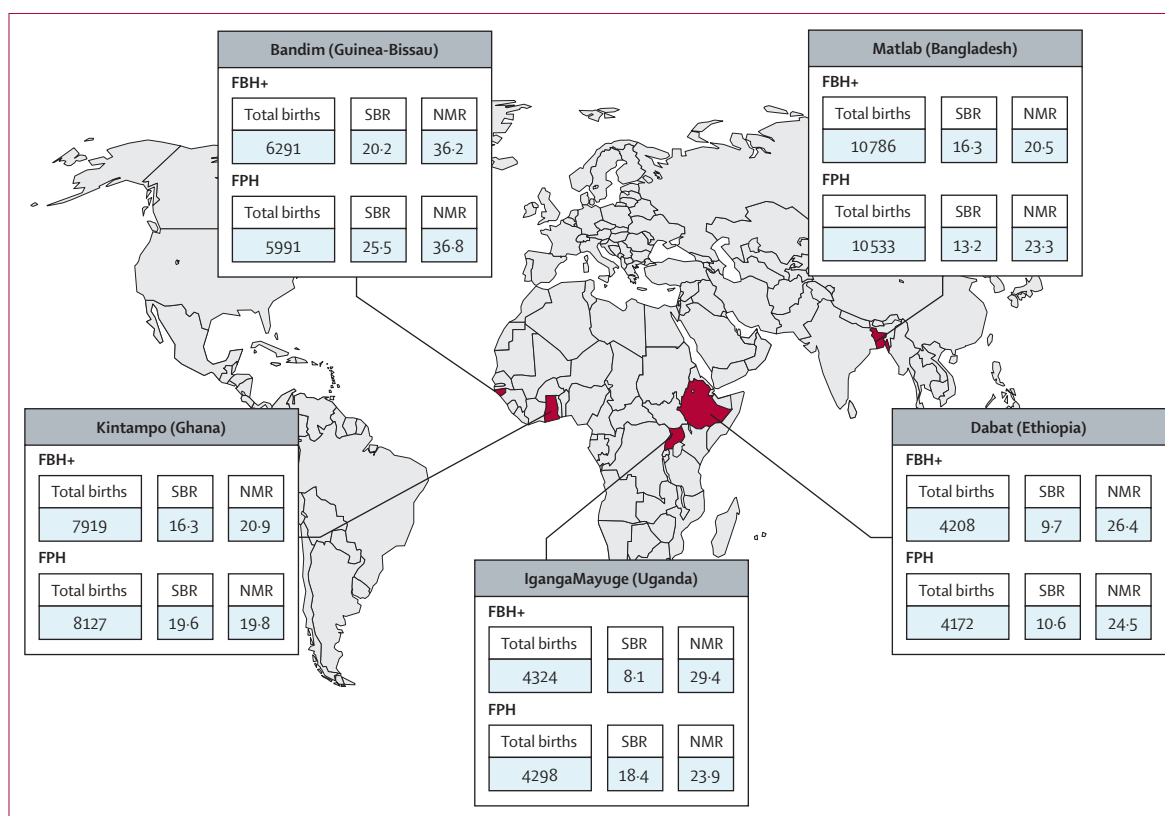 Bandim (Guinea-Bissau)
FBH+
Total births SBR NMR
6291 20·2 36·2
FPH
Total births SBR NMR
5991 25·5 36·8
Matlab (Bangladesh)
FBH+
Total births SBR NMR
10786 16·3 20·5
FPH
Total births SBR NMR
10533 13·2 23·3
Kintampo (Ghana)
FBH+
Total births SBR NMR
7919 16·3 20·9
FPH
Total births SBR NMR
8127 19·6 19·8
IgangaMayuge (Uganda)
FBH+
Total births SBR NMR
4324 8·1 29·4
FPH
Total births SBR NMR
4298 18·4 23·9
Dabat (Ethiopia)
FBH+
Total births SBR NMR
4208 9·7 26·4
FPH
Total births SBR NMR
4172 10·6 24·5